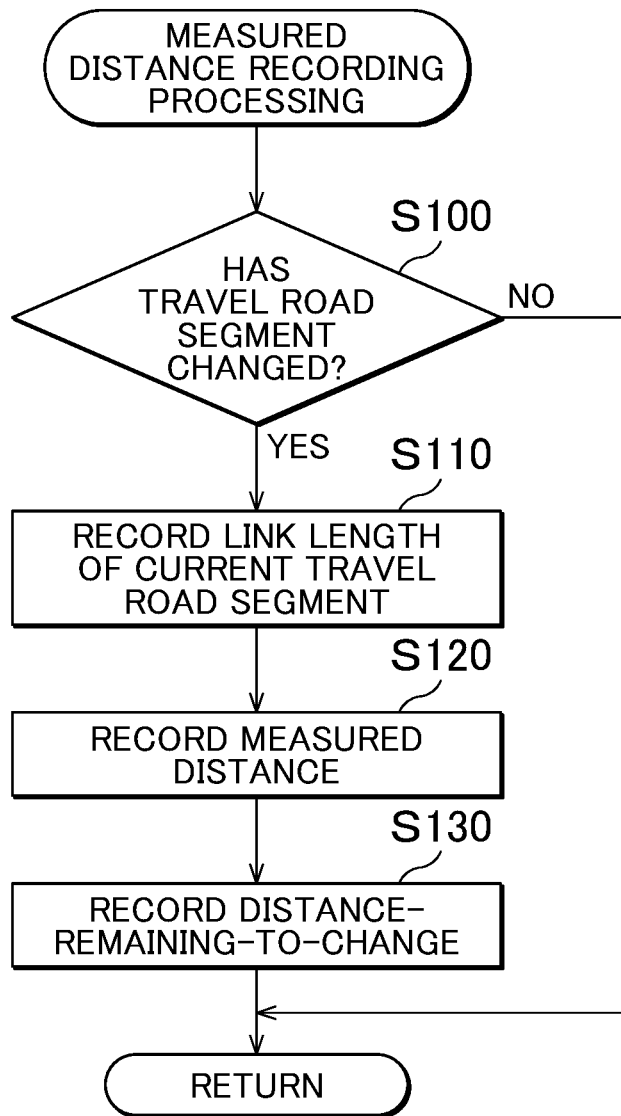 MEASURED
DISTANCE RECORDING
PROCESSING
S100
HAS
TRAVEL ROAD
SEGMENT
CHANGED?
NO
YES
S110
RECORD LINK LENGTH
OF CURRENT TRAVEL
ROAD SEGMENT
S120
RECORD MEASURED
DISTANCE
S130
RECORD DISTANCE-
REMAINING-TO-CHANGE
RETURN